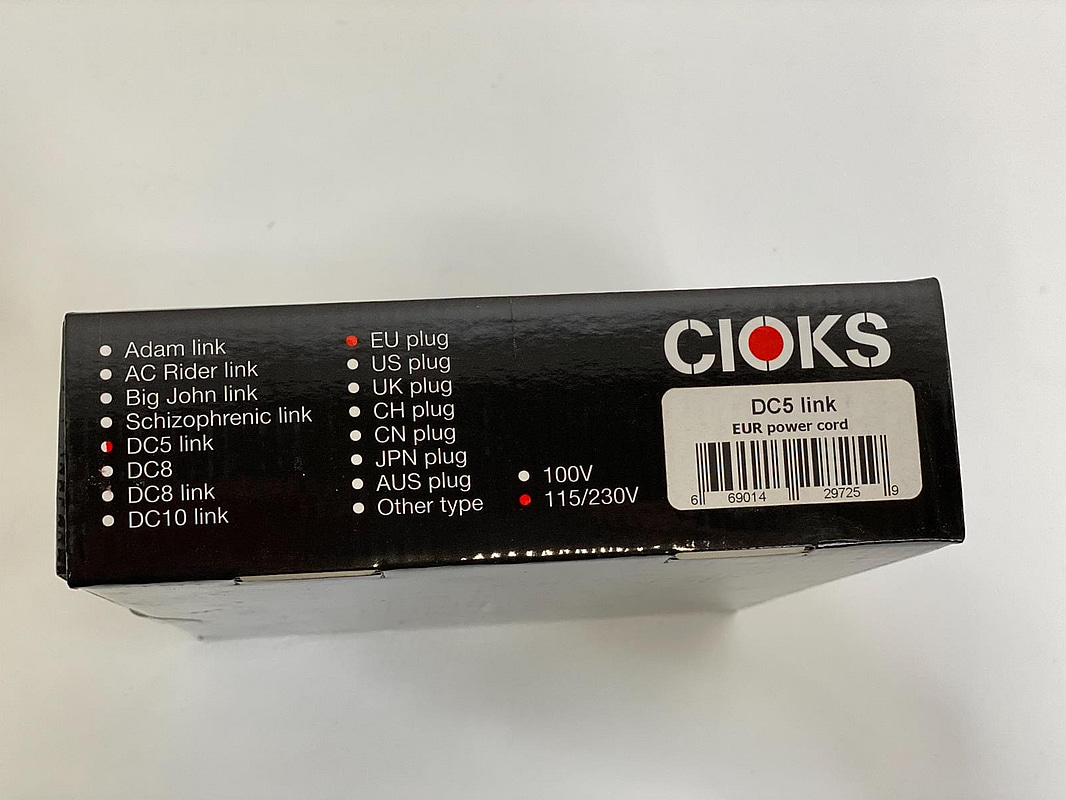 Adam link
AC Rider link
Big John link
Schizophrenic link
DC5 link
DC8
DC8 link
DC10 link
EU plug
US plug
UK plug
CH plug
CN plug
JPN plug
AUS plug
Other type
100V
115/230V
CIOKS
DC5 link
EUR power cord
6 69014 29725 9